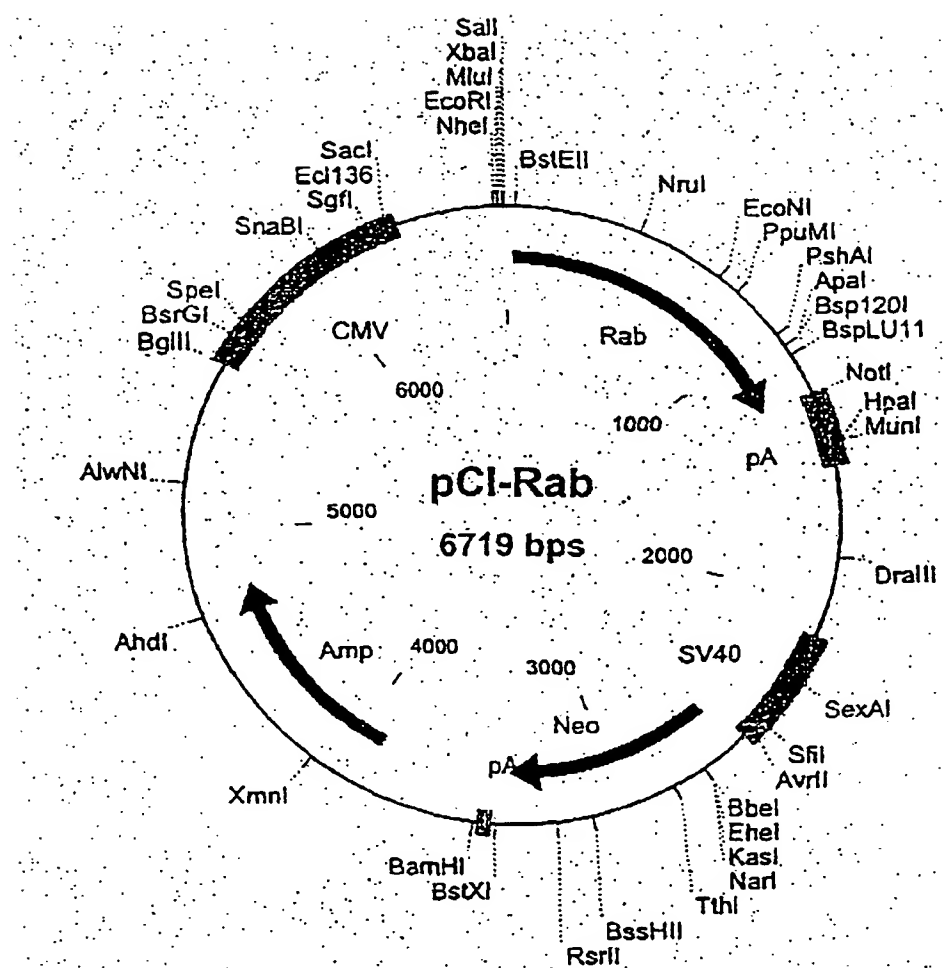 SalI
XbaI
MluI
EcoRI
NheI
SacI
Ecl136
SgfI
SnaBI
SpeI
BsrGI
BglII
BstEII
NruI
EcoNI
PpuMI
PshAI
ApaI
Bsp120I
BspLU11
NotI
HpaI
MunI
CMV
Rab
6000
1000
pA
AlwNI
pCI-Rab
6719 bps
5000
2000
DraIII
AhdI
Amp
4000
3000
SV40
Neo
pA
SexAI
SfiI
AvrII
XmnI
BbeI
EheI
KasI
NarI
TthI
BamHI
BstXI
BssHII
RsrII